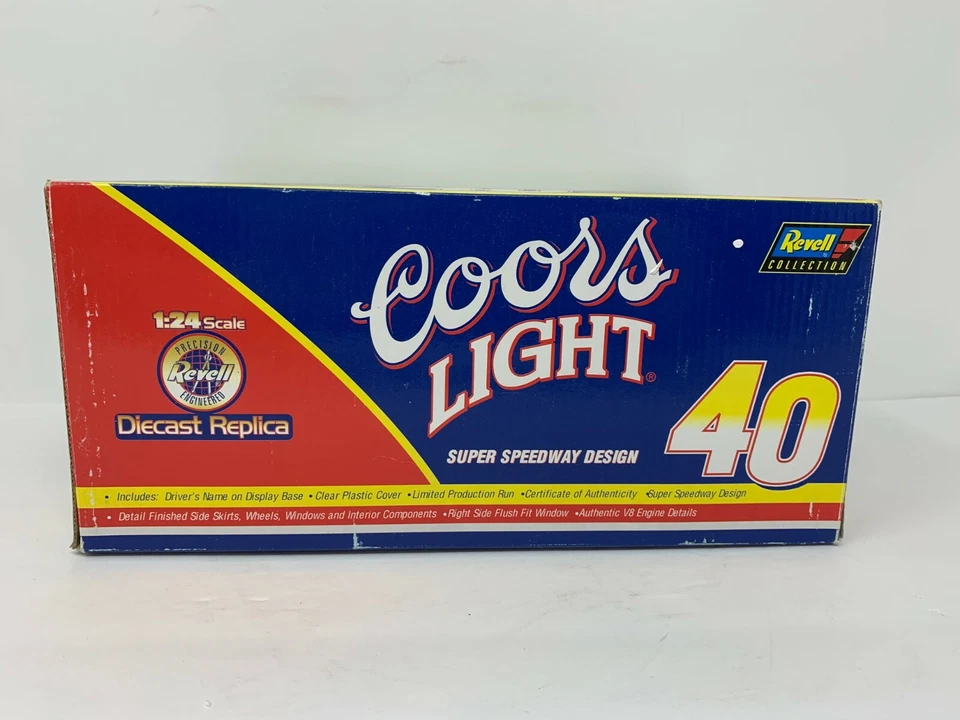 Coors
LIGHT®
SUPER SPEEDWAY DESIGN
Revell®
COLLECTION
40
1:24 Scale
PRECISION
Revell
ENGINEERED
Diecast Replica
• Includes: Driver's Name on Display Base •Clear Plastic Cover •Limited Production Run •Certificate of Authenticity •Super Speedway Design
• Detail Finished Side Skirts, Wheels, Windows and Interior Components •Right Side Flush Fit Window •Authentic V8 Engine Details